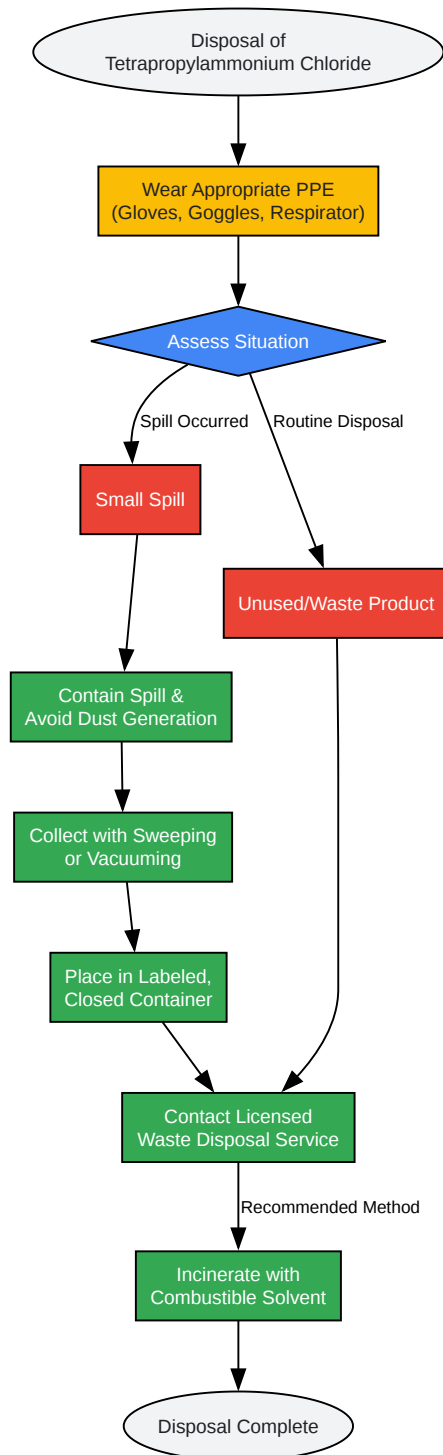 Disposal of
Tetrapropylammonium Chloride
Wear Appropriate PPE
(Gloves, Goggles, Respirator)
Assess Situation
Spill Occurred
Routine Disposal
Small Spill
Unused/Waste Product
Contain Spill &
Avoid Dust Generation
Collect with Sweeping
or Vacuuming
Place in Labeled,
Closed Container
Contact Licensed
Waste Disposal Service
Recommended Method
Incinerate with
Combustible Solvent
Disposal Complete